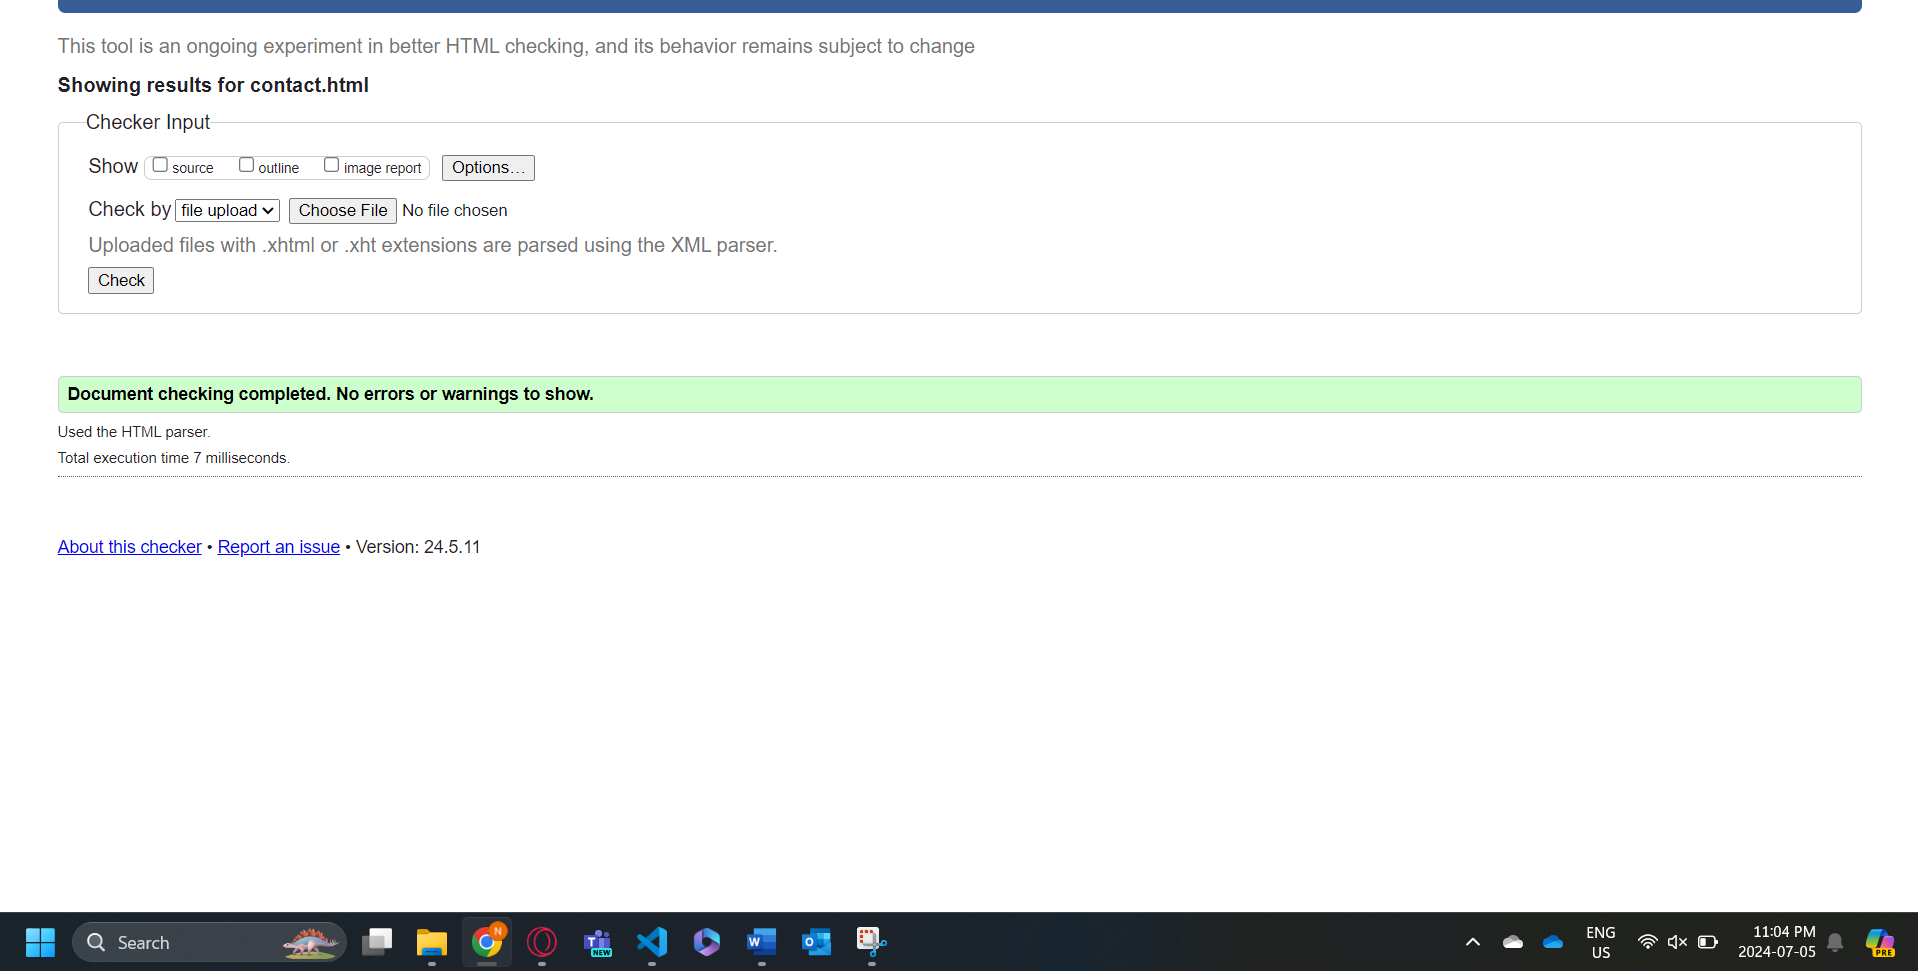 This tool is an ongoing experiment in better HTML checking, and its behavior remains subject to change
Showing results for contact.html
Checker Input
Show source outline image report Options...
Check by file upload Choose File No file chosen
Uploaded files with .xhtml or .xht extensions are parsed using the XML parser.
Check
Document checking completed. No errors or warnings to show.
Used the HTML parser.
Total execution time 7 milliseconds.
About this checker • Report an issue • Version: 24.5.11
Search
N
T
NEW
W
O
ENG
US
11:04 PM
2024-07-05
PRE